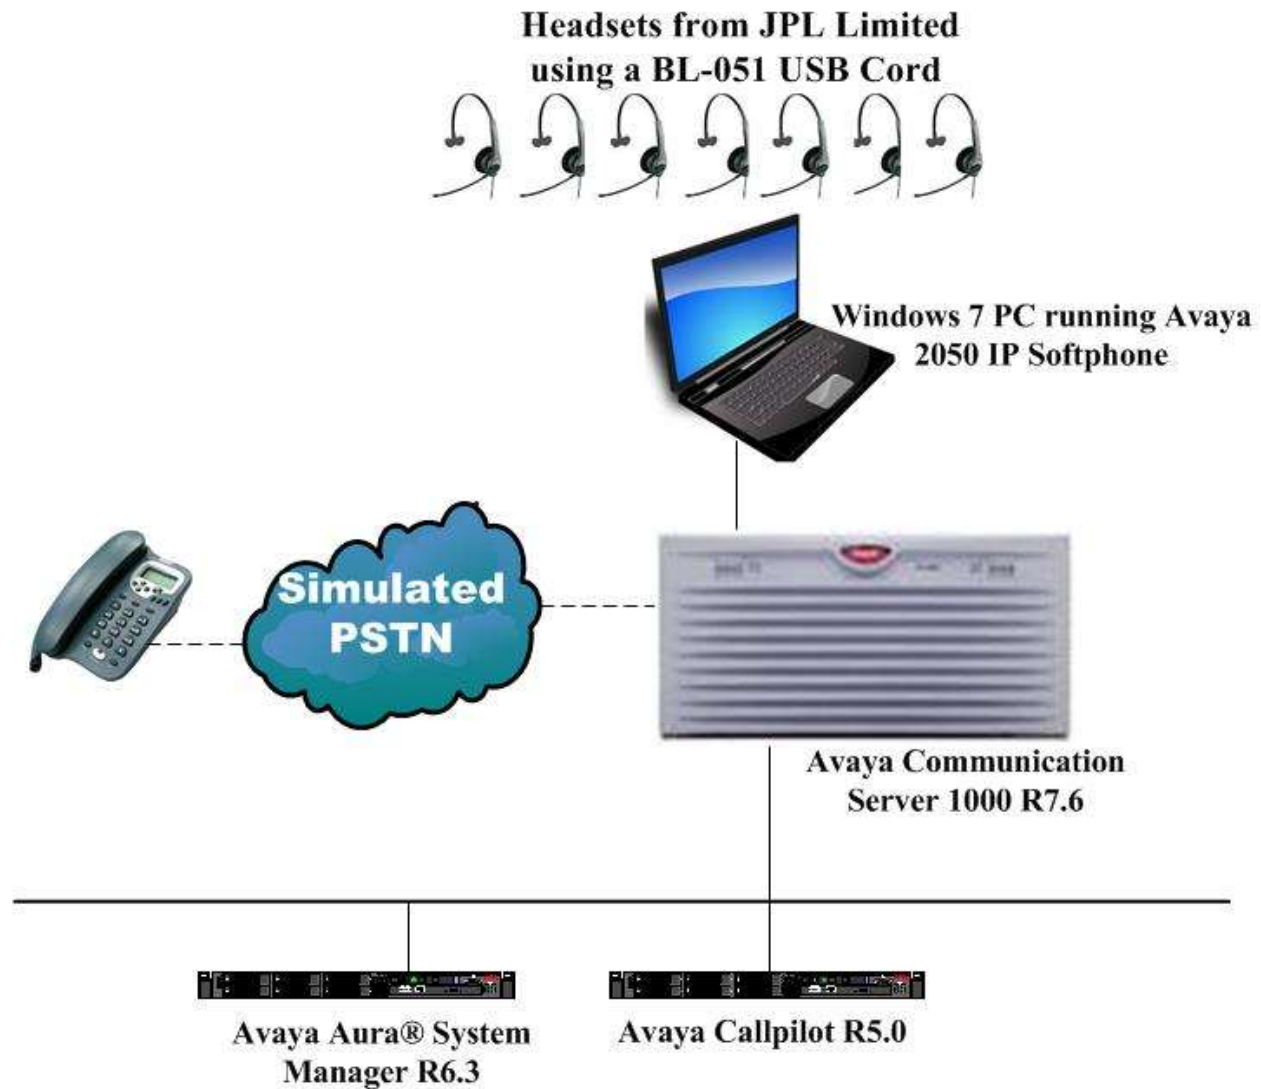 Headsets from JPL Limited
using a BL-051 USB Cord
Windows 7 PC running Avaya
2050 IP Softphone
Simulated
PSTN
Avaya Communication
Server 1000 R7.6
Avaya Aura® System
Manager R6.3
Avaya Callpilot R5.0